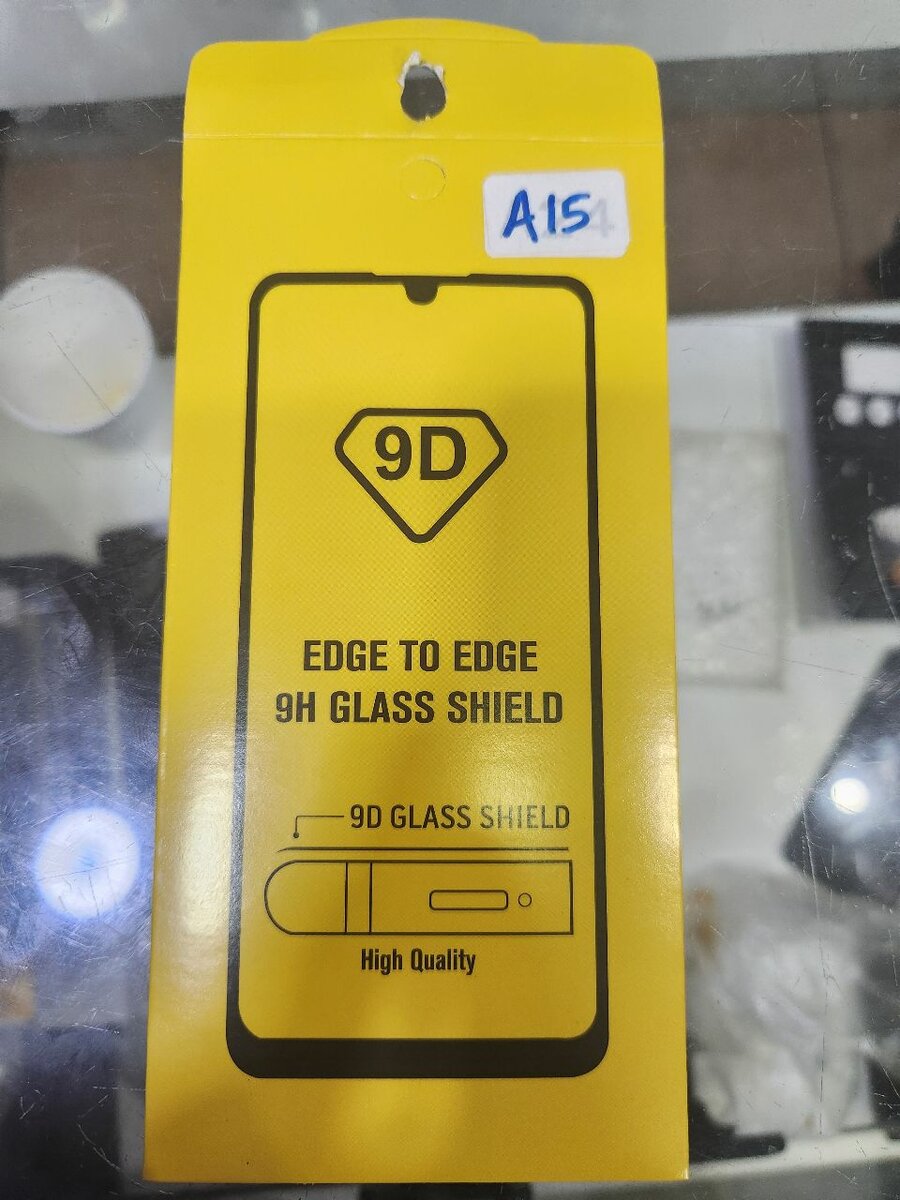 A15
9D
EDGE TO EDGE
9H GLASS SHIELD
9D GLASS SHIELD
High Quality